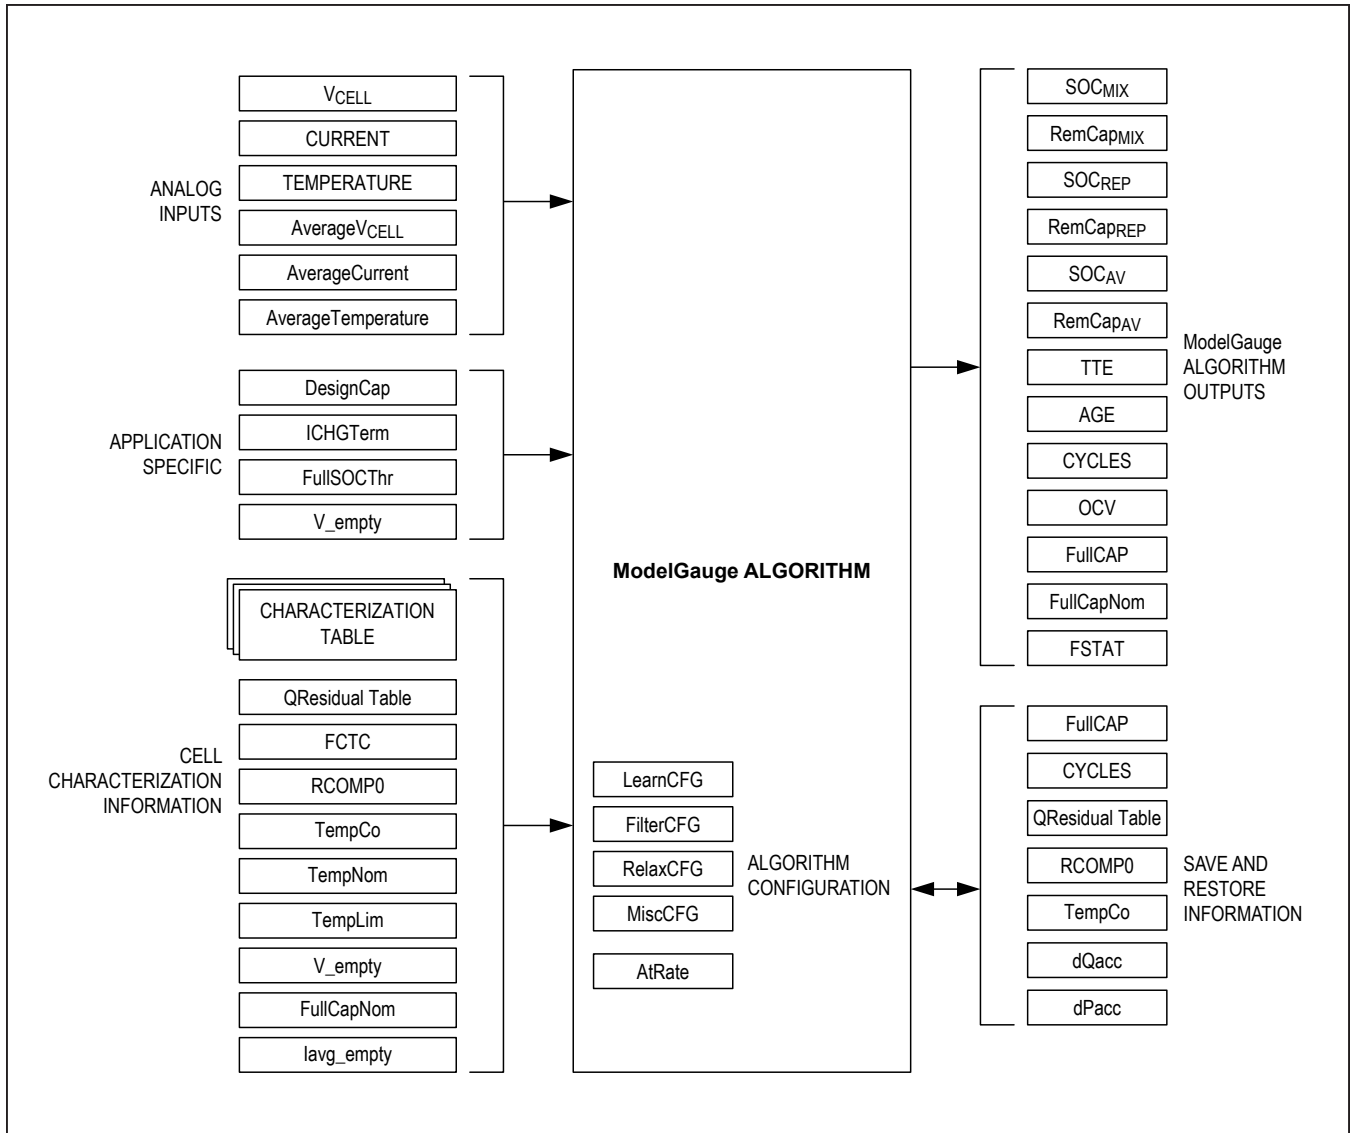 ANALOG
INPUTS
VCELL
CURRENT
TEMPERATURE
AverageVCELL
AverageCurrent
AverageTemperature
APPLICATION
SPECIFIC
DesignCap
ICHGTerm
FullSOCThr
V_empty
CELL
CHARACTERIZATION
INFORMATION
CHARACTERIZATION
TABLE
QResidual Table
FCTC
RCOMP0
TempCo
TempNom
TempLim
V_empty
FullCapNom
Iavg_empty
ModelGauge ALGORITHM
LearnCFG
FilterCFG
RelaxCFG
MiscCFG
AtRate
ALGORITHM
CONFIGURATION
SOCMIX
RemCapMIX
SOCREP
RemCapREP
SOCAV
RemCapAV
TTE
AGE
CYCLES
OCV
FullCAP
FullCapNom
FSTAT
ModelGauge
ALGORITHM
OUTPUTS
FullCAP
CYCLES
QResidual Table
RCOMP0
TempCo
dQacc
dPacc
SAVE AND
RESTORE
INFORMATION